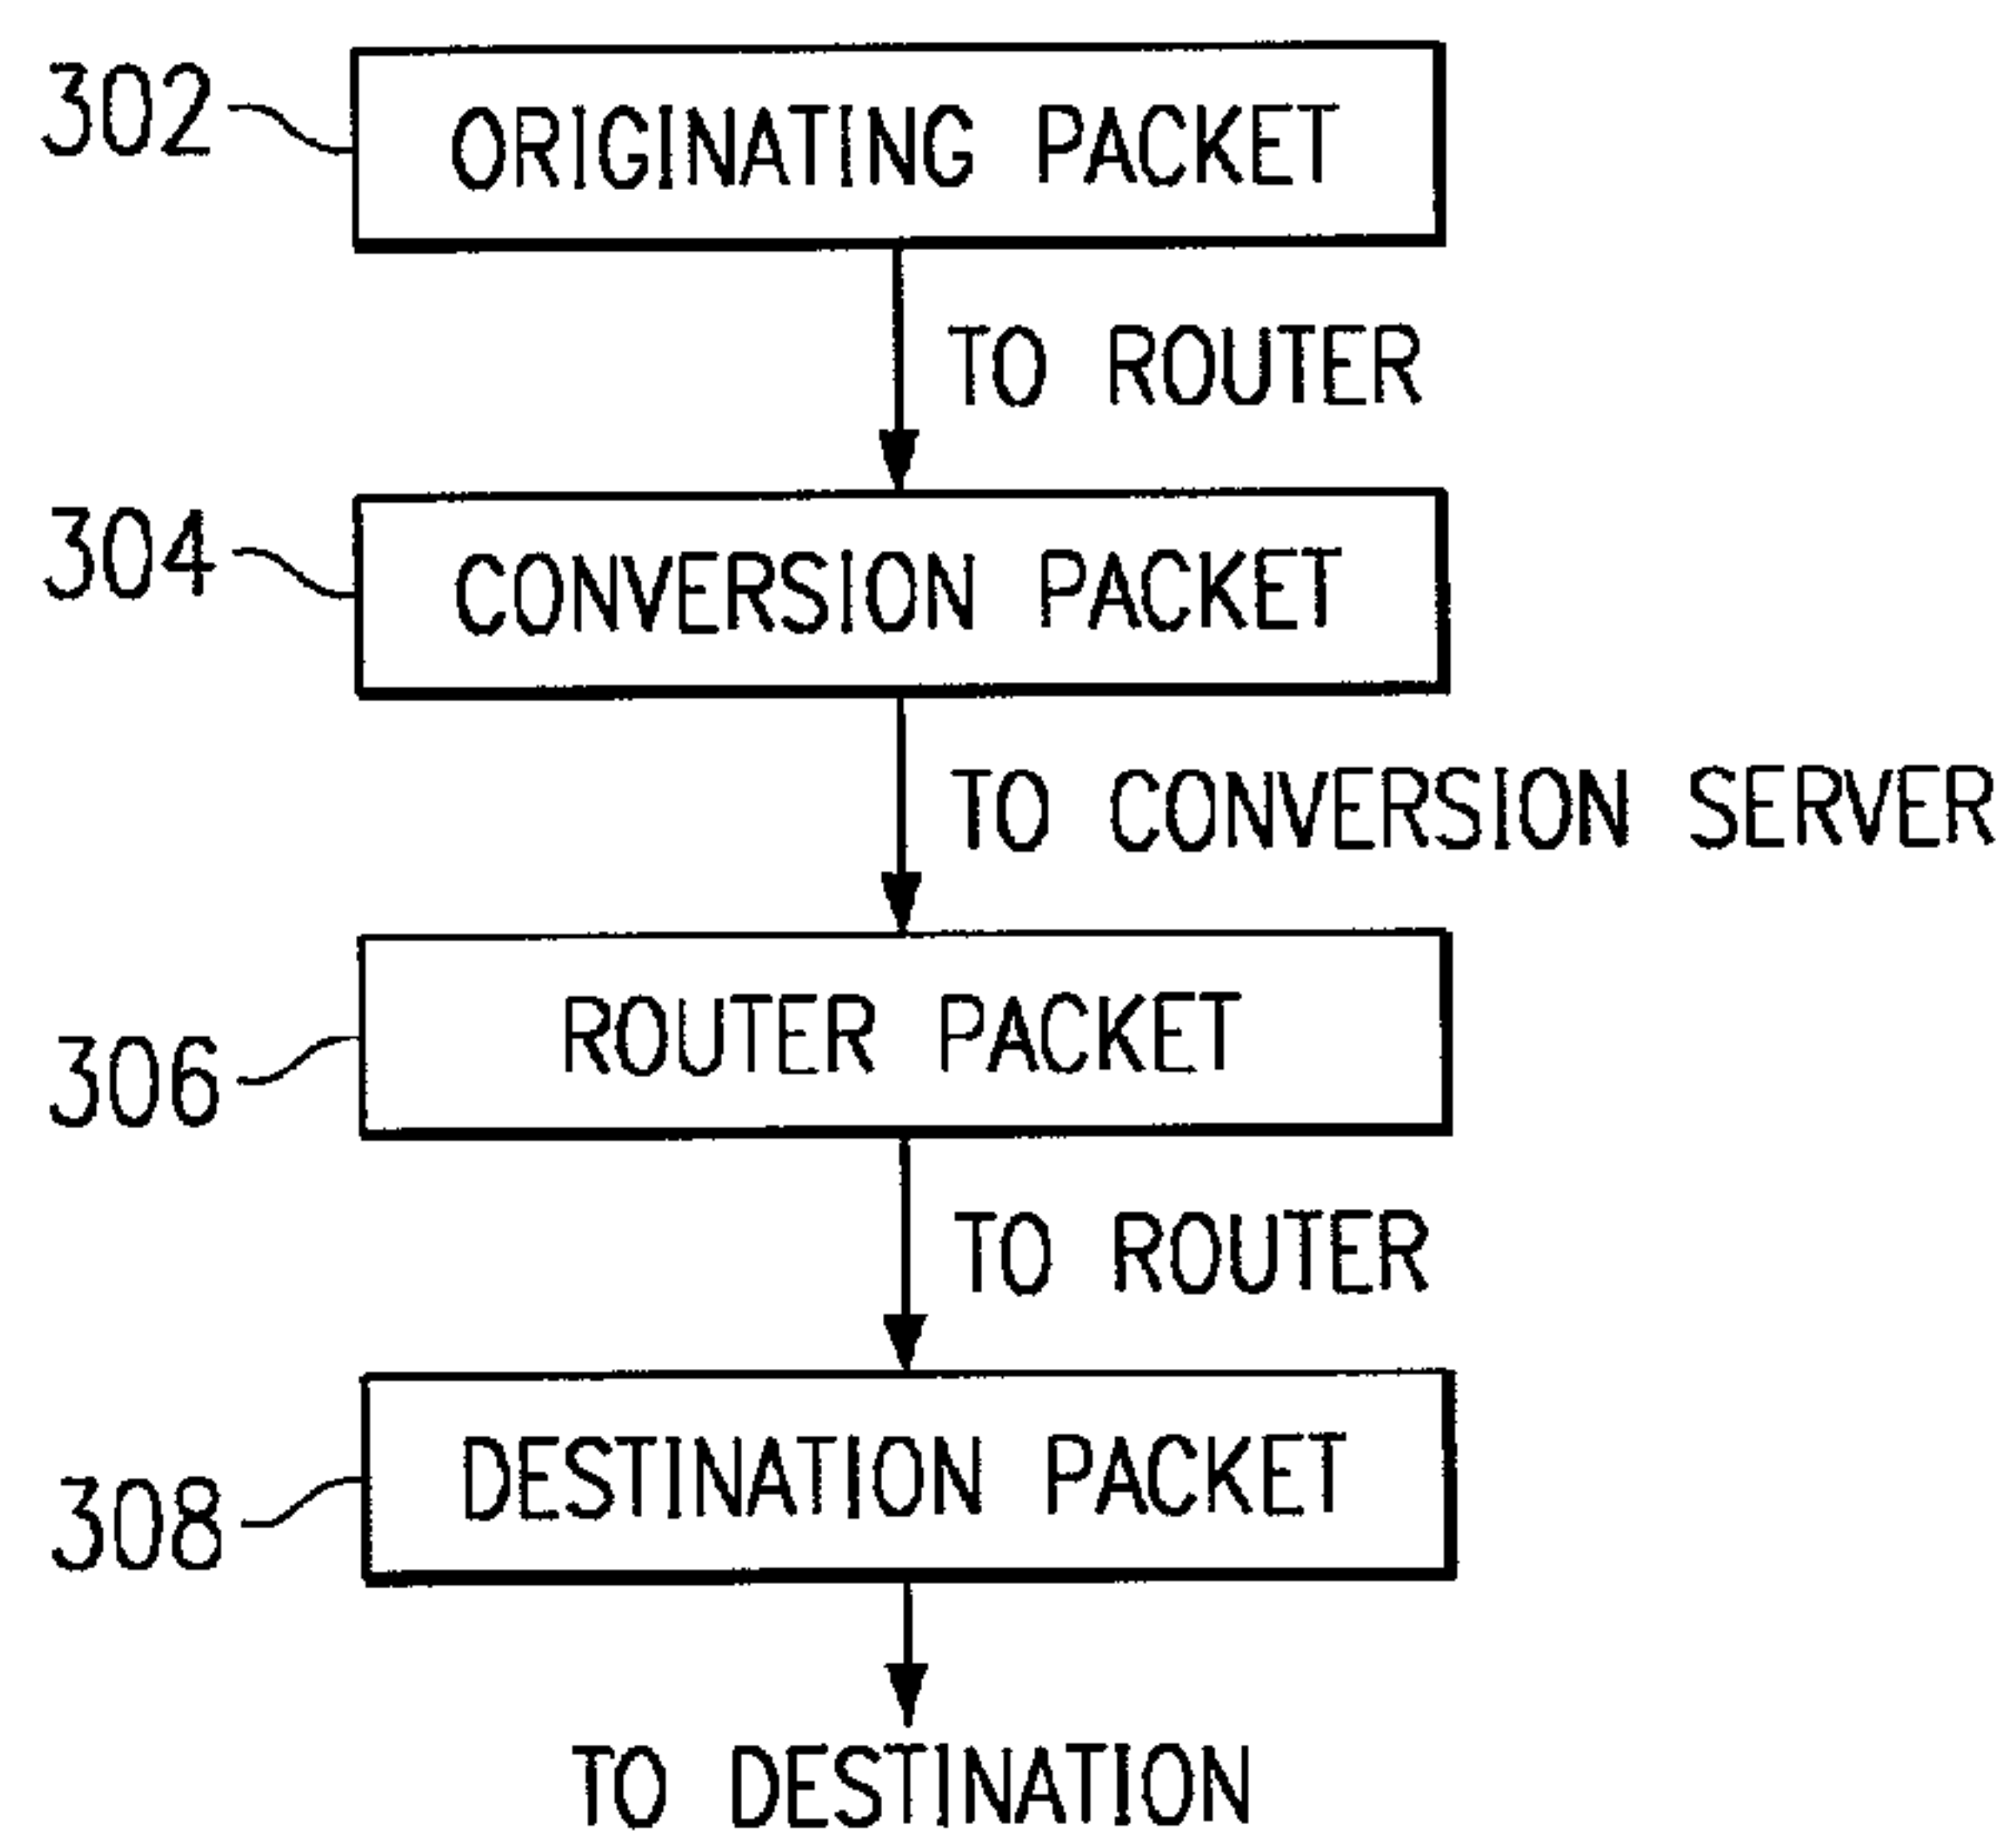 302
ORIGINATING PACKET
TO ROUTER
304
CONVERSION PACKET
TO CONVERSION SERVER
306
ROUTER PACKET
TO ROUTER
308
DESTINATION PACKET
TO DESTINATION